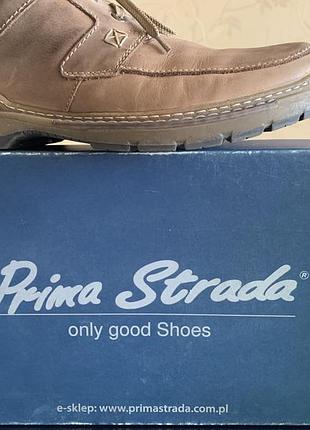 Prima Strada®
only good Shoes
e-sklep: www.primastrada.com.pl